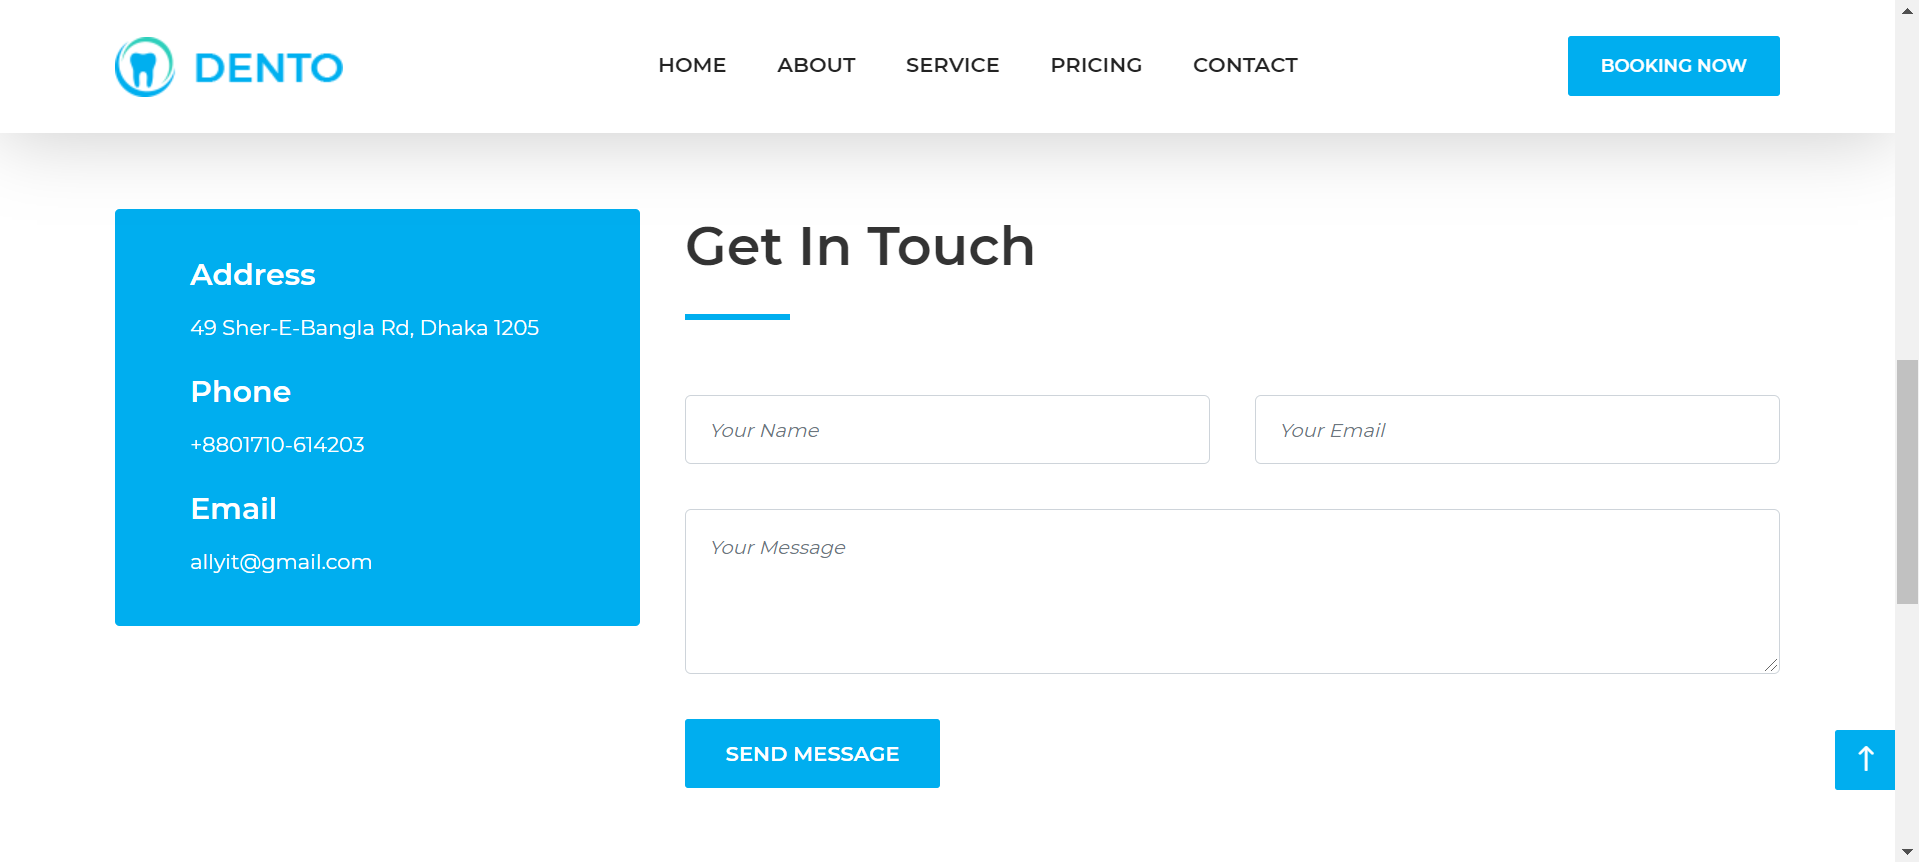 DENTO
HOME ABOUT SERVICE PRICING CONTACT
BOOKING NOW
Address
49 Sher-E-Bangla Rd, Dhaka 1205
Phone
+8801710-614203
Email
allyit@gmail.com
Get In Touch
Your Name
Your Email
Your Message
SEND MESSAGE